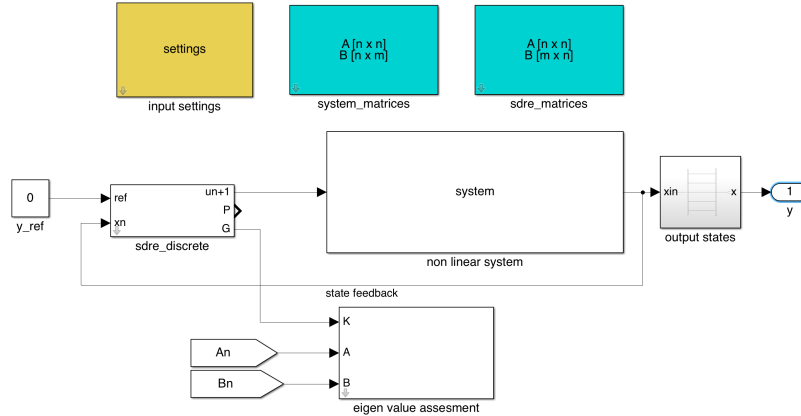 settings
input settings
A [n x n]
B [n x m]
system_matrices
A [n x n]
B [m x n]
sdre_matrices
0
y_ref
ref
xn
un+1
P
G
sdre_discrete
system
non linear system
xin
x
output states
1
y
state feedback
An
Bn
K
A
B
eigen value assesment